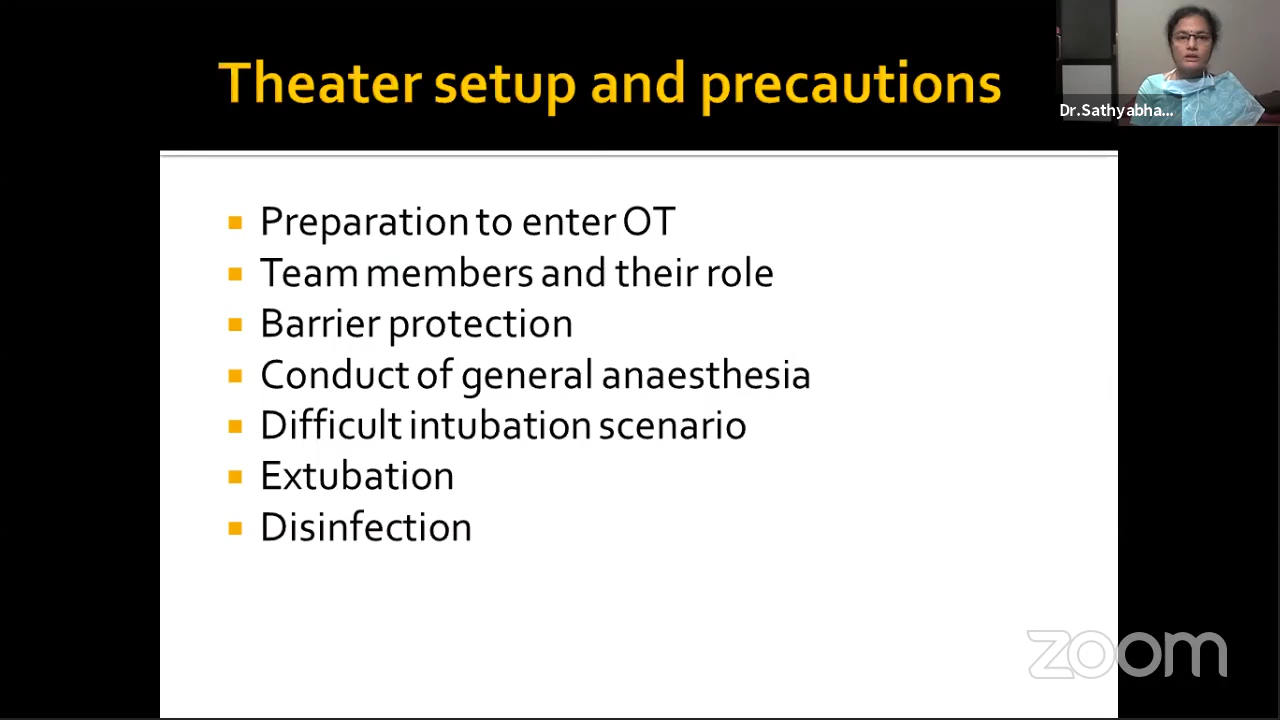 Theater setup and precautions
Dr.Sathyabha...
Preparation to enter OT
Team members and their role
Barrier protection
Conduct of general anaesthesia
Difficult intubation scenario
Extubation
Disinfection
zoom